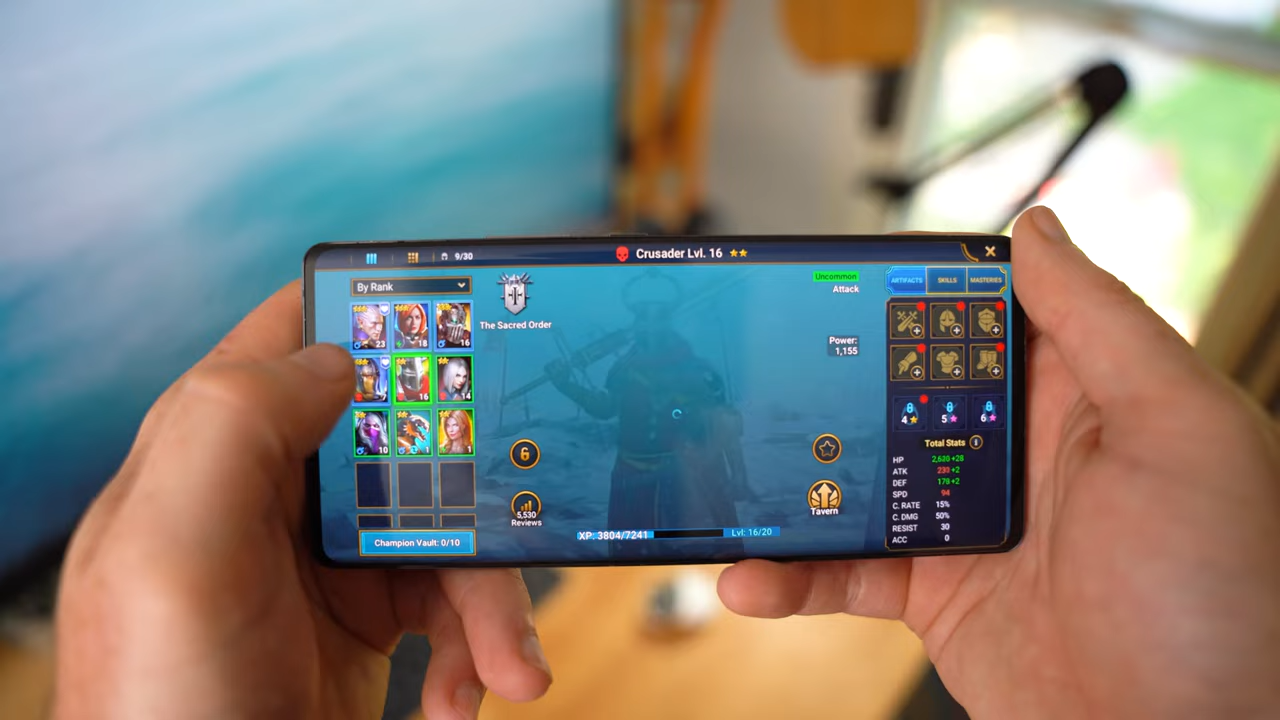 9/30
Crusader Lvl. 16
By Rank
The Sacred Order
Uncommon
Attack
Power:
1,155
ARTIFACTS
SKILLS
MASTERIES
23
18
16
16
14
10
1
1
4
5
6
Total Stats
HP 2,630 +28
ATK 233 +2
DEF 179 +2
SPD 94
C. RATE 15%
C. DMG 50%
RESIST 30
ACC 0
5,530
Reviews
Tavern
XP: 3804/7241
Lvl: 16/20
Champion Vault: 0/10